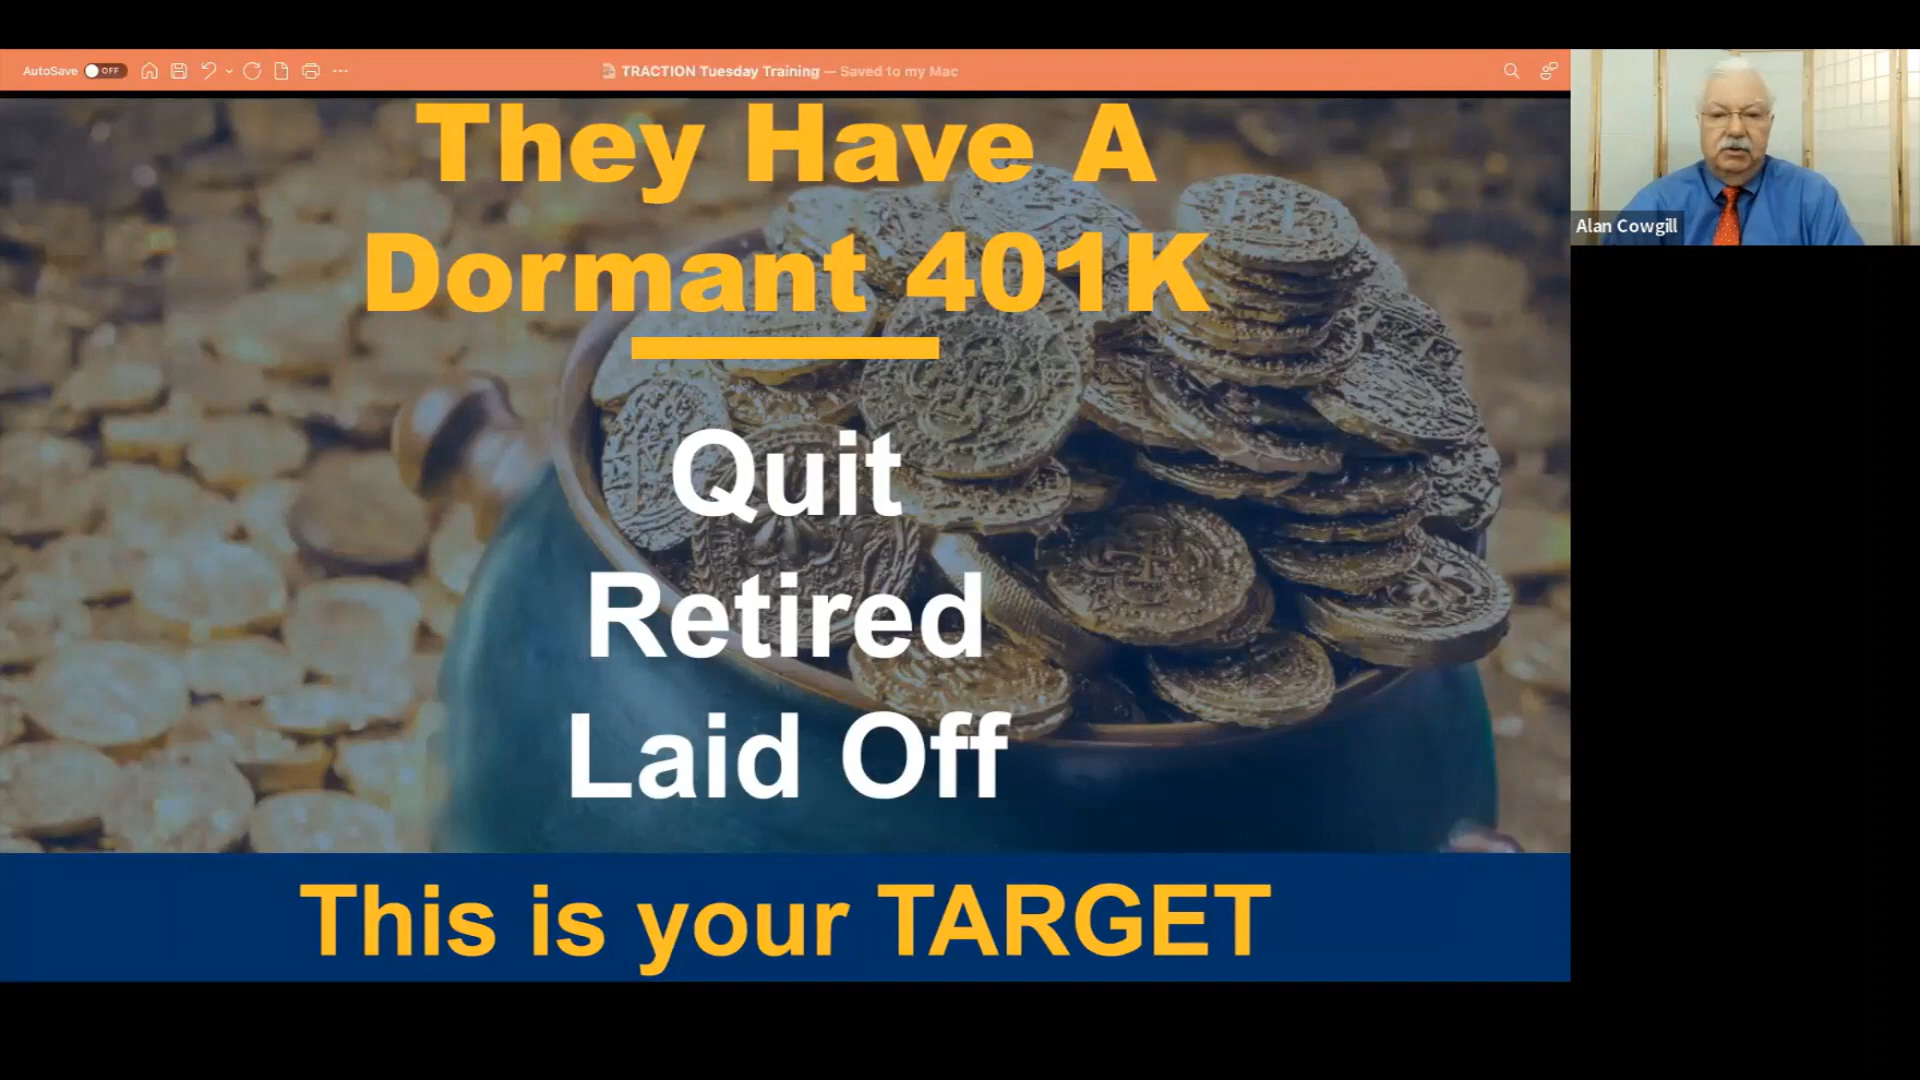 AutoSave OFF
TRACTION Tuesday Training — Saved to my Mac
They Have A
Dormant 401K
Quit
Retired
Laid Off
This is your TARGET
Alan Cowgill